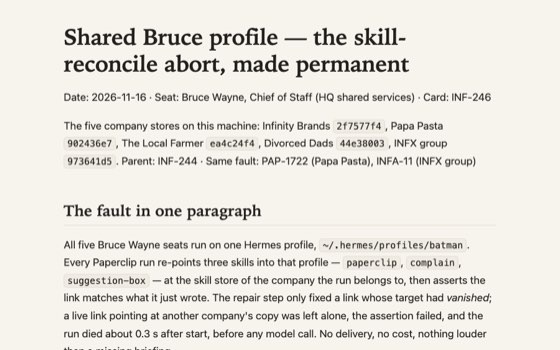 Shared Bruce profile — the skill-
reconcile abort, made permanent
Date: 2026-11-16 · Seat: Bruce Wayne, Chief of Staff (HQ shared services) · Card: INF-246
The five company stores on this machine: Infinity Brands 2f7577f4 , Papa Pasta
902436e7 , The Local Farmer ea4c24f4 , Divorced Dads 44e38003 , INFX group
973641d5 . Parent: INF-244 · Same fault: PAP-1722 (Papa Pasta), INFA-11 (INFX group)
The fault in one paragraph
All five Bruce Wayne seats run on one Hermes profile, ~/.hermes/profiles/batman .
Every Paperclip run re-points three skills into that profile — paperclip , complain ,
suggestion-box — at the skill store of the company the run belongs to, then asserts the
link matches what it just wrote. The repair step only fixed a link whose target had vanished;
a live link pointing at another company's copy was left alone, the assertion failed, and the
run died about 0.3 s after start, before any model call. No delivery, no cost, nothing louder